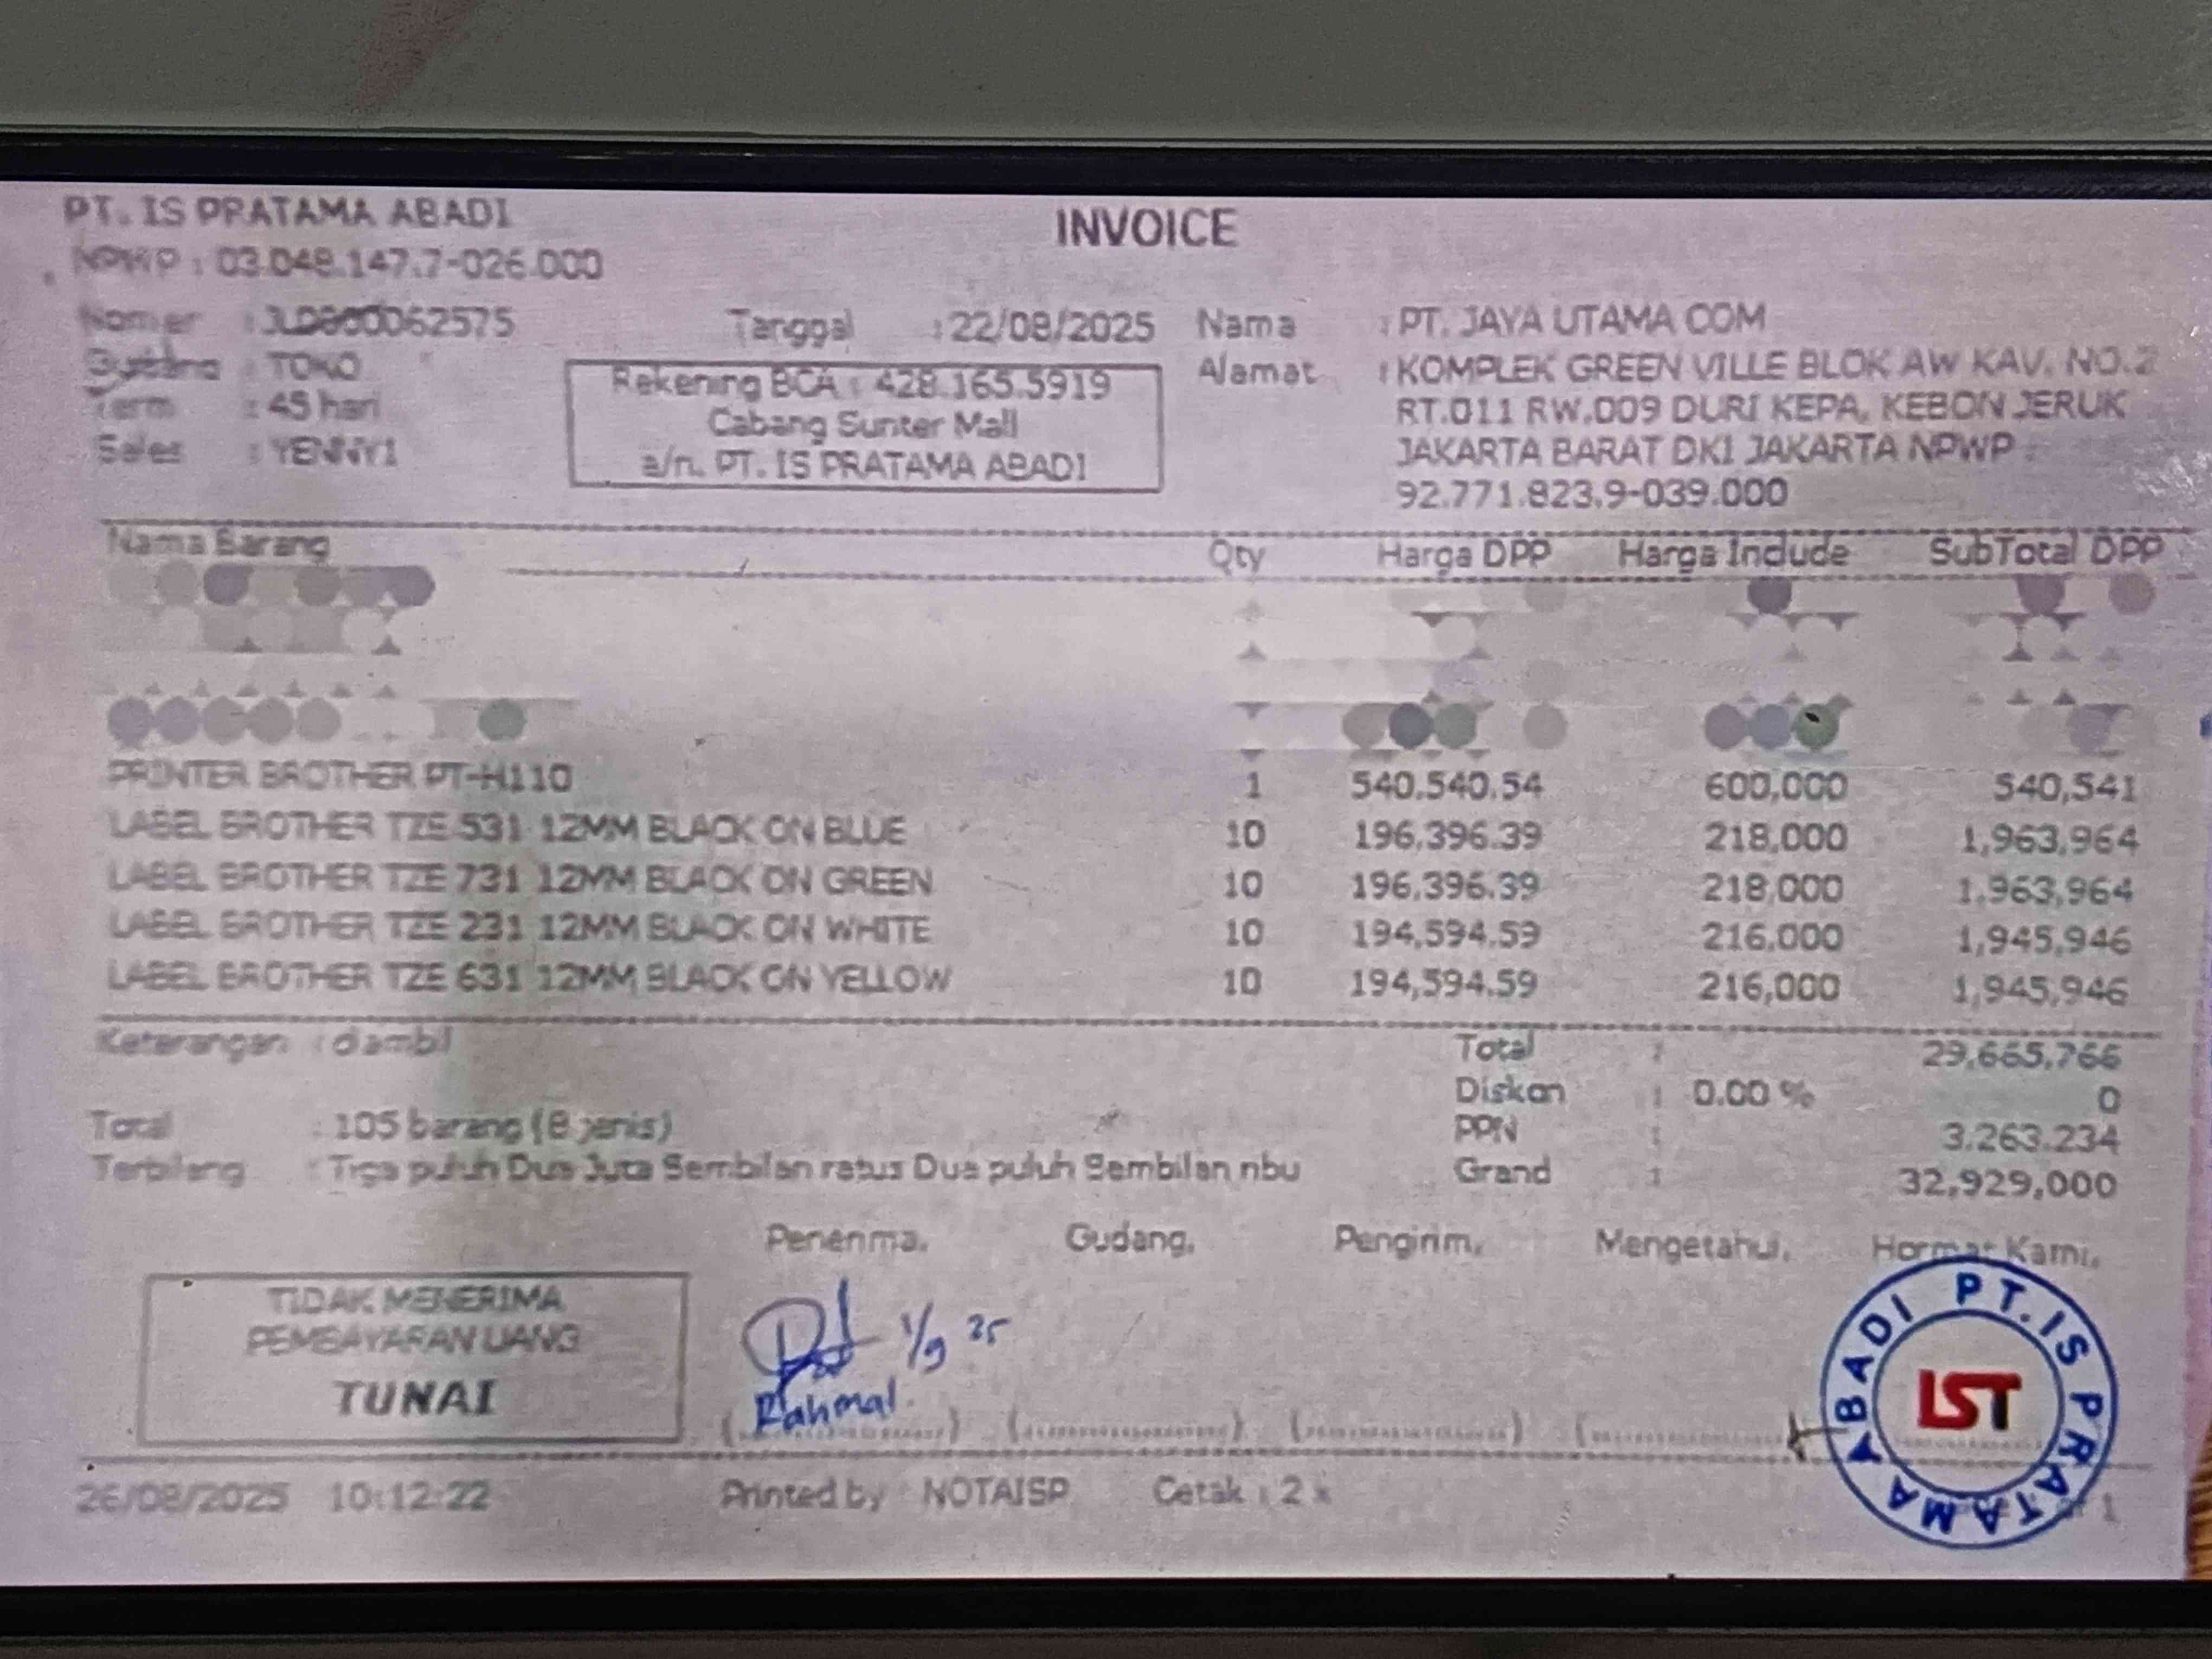 PT. IS PRATAMA ABADI
INVOICE
NPWP : 03.048.147.7-026.000
Nomer :
Tanggal : 22/08/2025
Gudang : TOKO
Term : 45 hari
Sales : YENNY1
Rekening BCA : 428.165.5919
Cabang Sunter Mall
a/n. PT. IS PRATAMA ABADI
Nama : PT. JAYA UTAMA COM
Alamat : KOMPLEK GREEN VILLE BLOK AW KAV. NO.2
RT.011 RW.009 DURI KEPA, KEBON JERUK
JAKARTA BARAT DKI JAKARTA NPWP :
92.771.823.9-039.000
Nama Barang Qty Harga DPP Harga Include SubTotal DPP
PRINTER BROTHER PT-H110 1 540,540.54 600,000 540,541
LABEL BROTHER TZE 531 12MM BLACK ON BLUE 10 196,396.39 218,000 1,963,964
LABEL BROTHER TZE 731 12MM BLACK ON GREEN 10 196,396.39 218,000 1,963,964
LABEL BROTHER TZE 231 12MM BLACK ON WHITE 10 194,594.59 216,000 1,945,946
LABEL BROTHER TZE 631 12MM BLACK ON YELLOW 10 194,594.59 216,000 1,945,946
Keterangan : diambil
Total : 29,665,766
Diskon : 0.00 % 0
Total : 105 barang (8 jenis)
PPN : 3,263,234
Terbilang : Tiga puluh Dua Juta Sembilan ratus Dua puluh Sembilan ribu
Grand : 32,929,000
Penerima, Gudang, Pengirim, Mengetahui, Hormat Kami,
TIDAK MENERIMA
PEMBAYARAN UANG
TUNAI
1/9 25
Rahmal
PT. IS PRATAMA ABADI
IST
26/08/2025 10:12:22 Printed by NOTAISP Cetak : 2 x
1